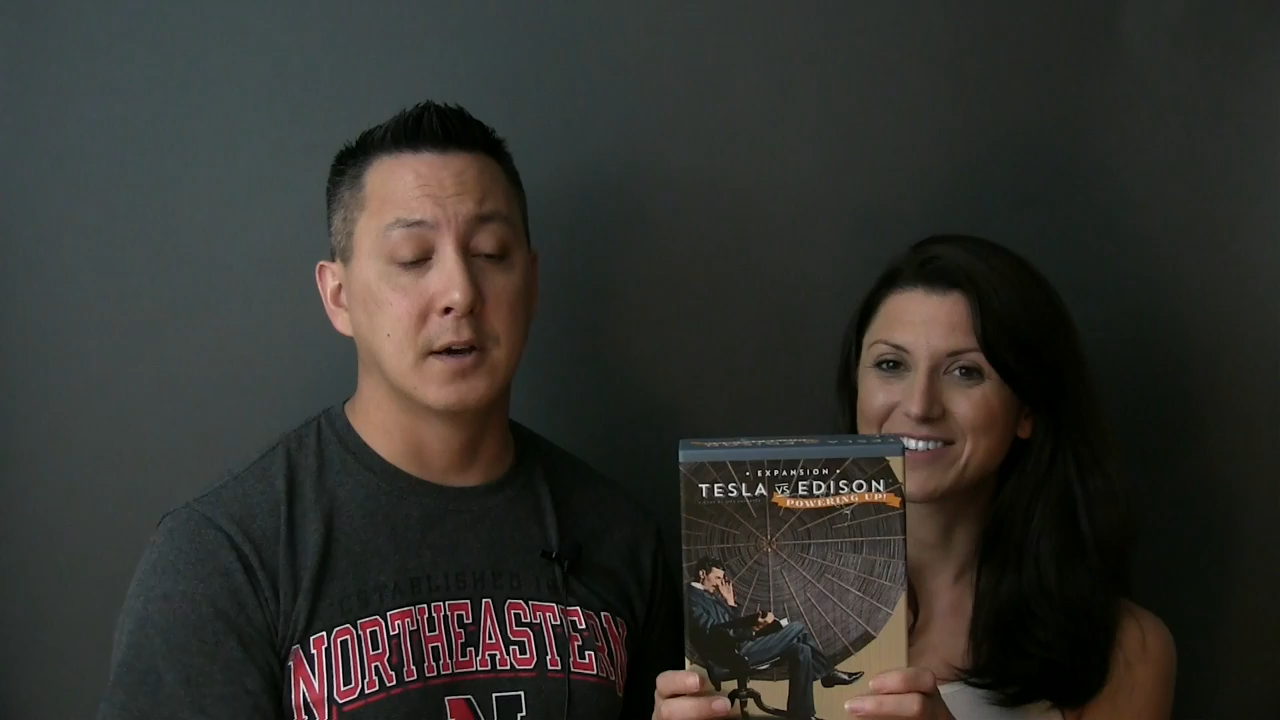 • EXPANSION •
TESLA VS EDISON
POWERING UP!
ESTABLISHED
NORTHEASTERN
N